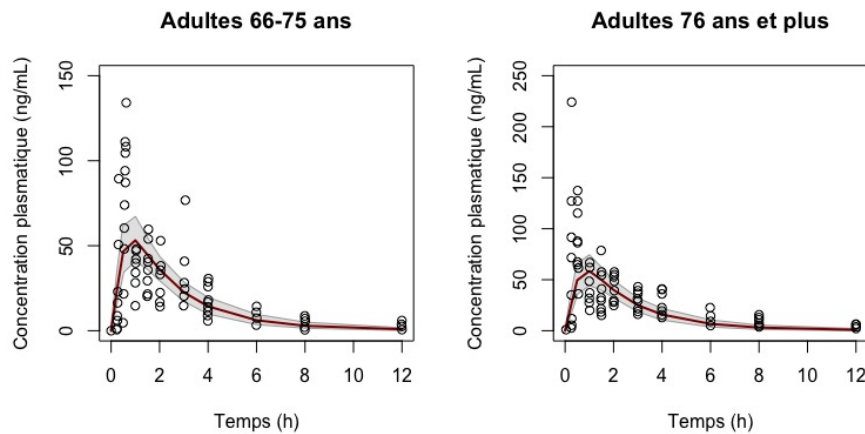 Adultes 66-75 ans
Concentration plasmatique (ng/mL)
150
100
50
0
0 2 4 6 8 10 12
Temps (h)
Adultes 76 ans et plus
Concentration plasmatique (ng/mL)
250
200
150
100
50
0
0 2 4 6 8 10 12
Temps (h)